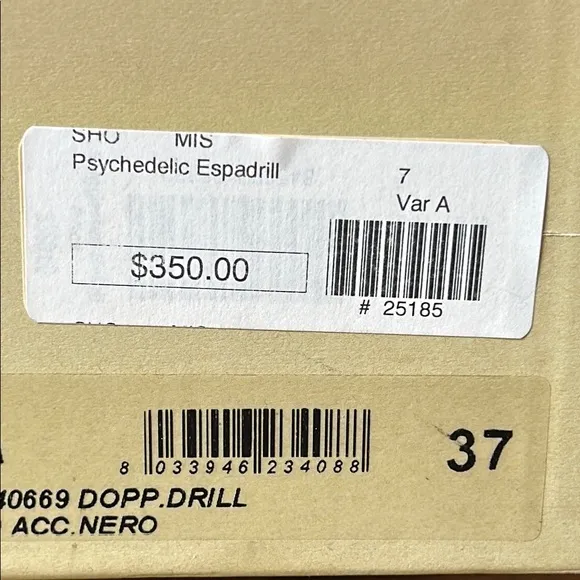 SHO MIS
Psychedelic Espadrill 7
Var A
$350.00
# 25185
8 033946 234088
37
40669 DOPP.DRILL
ACC.NERO